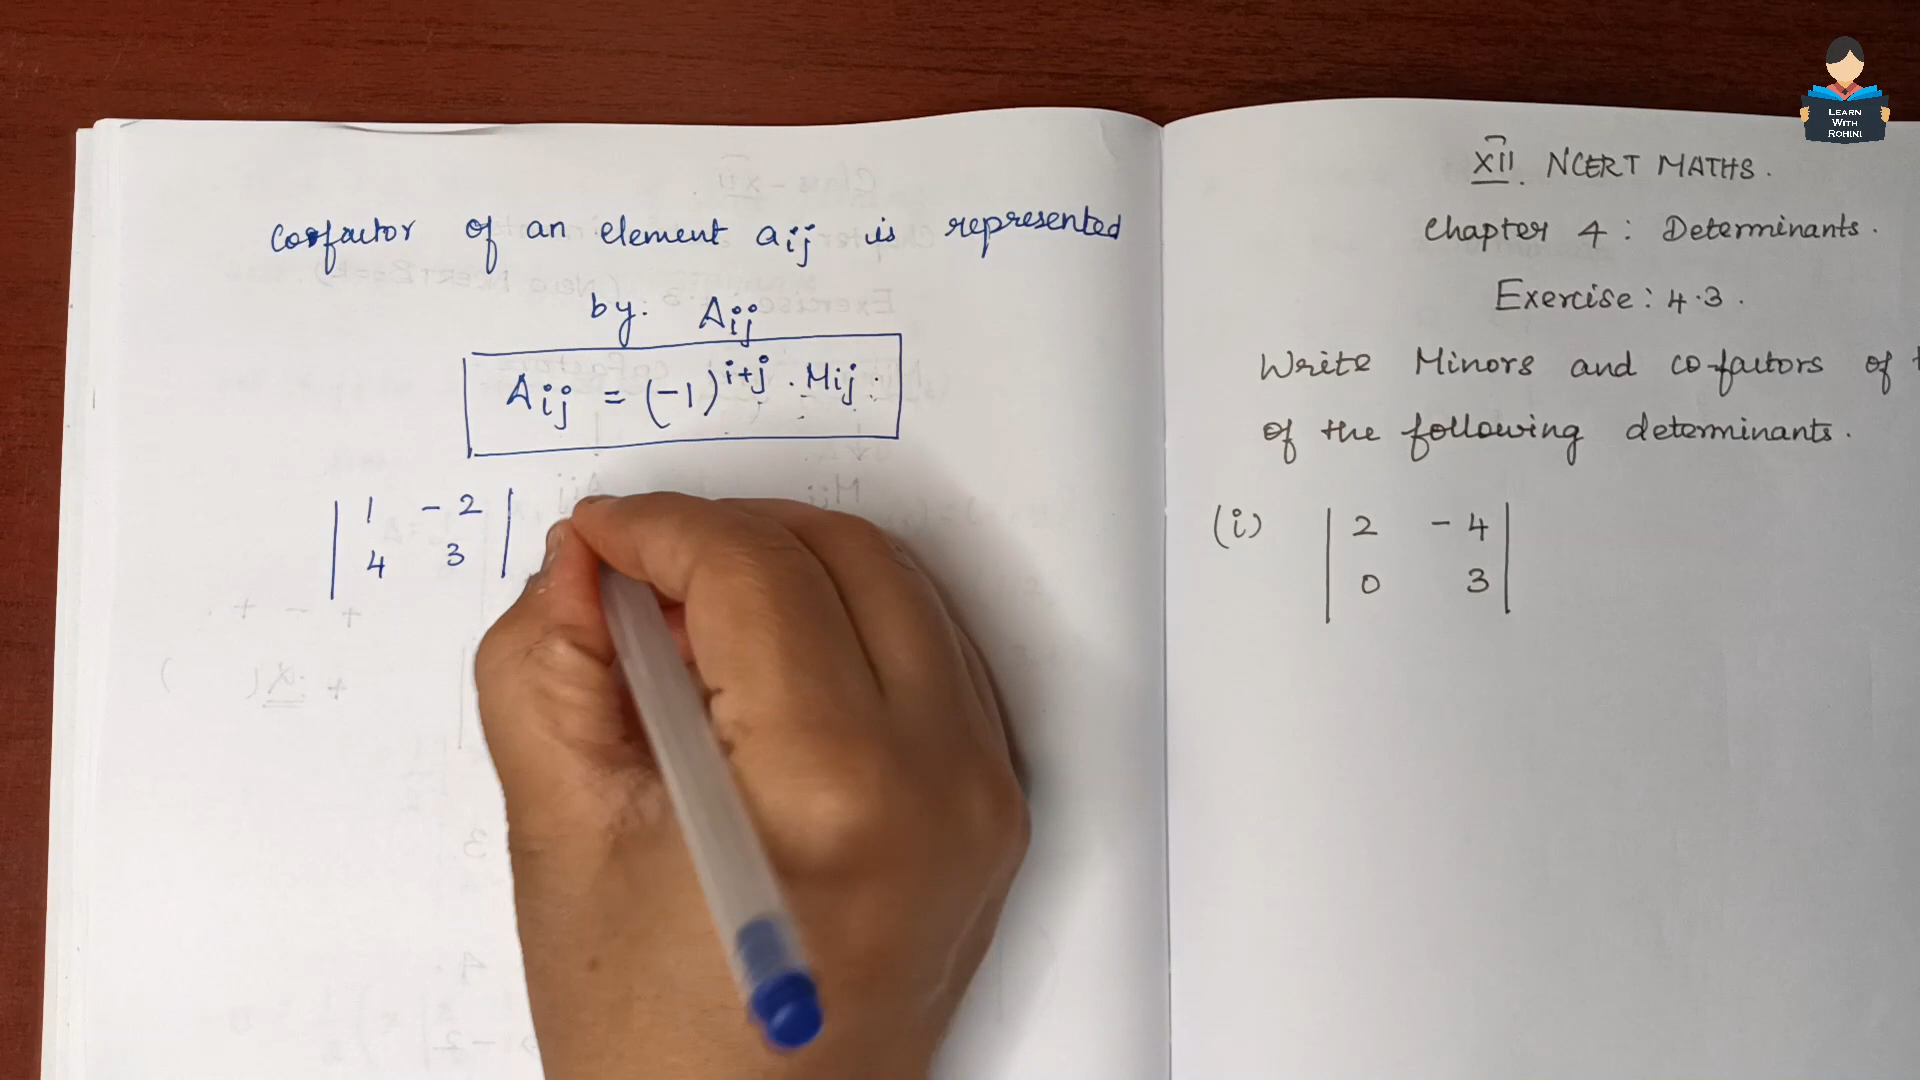 cofactor of an element aij is represented
by. Aij
Aij = (-1)^i+j . Mij.
1 - 2
4 3
XII. NCERT MATHS.
Chapter 4 : Determinants.
Exercise : 4.3.
Write Minors and cofactors of
of the following determinants.
(i) 2 - 4
0 3
LEARN
WITH
ROHINI